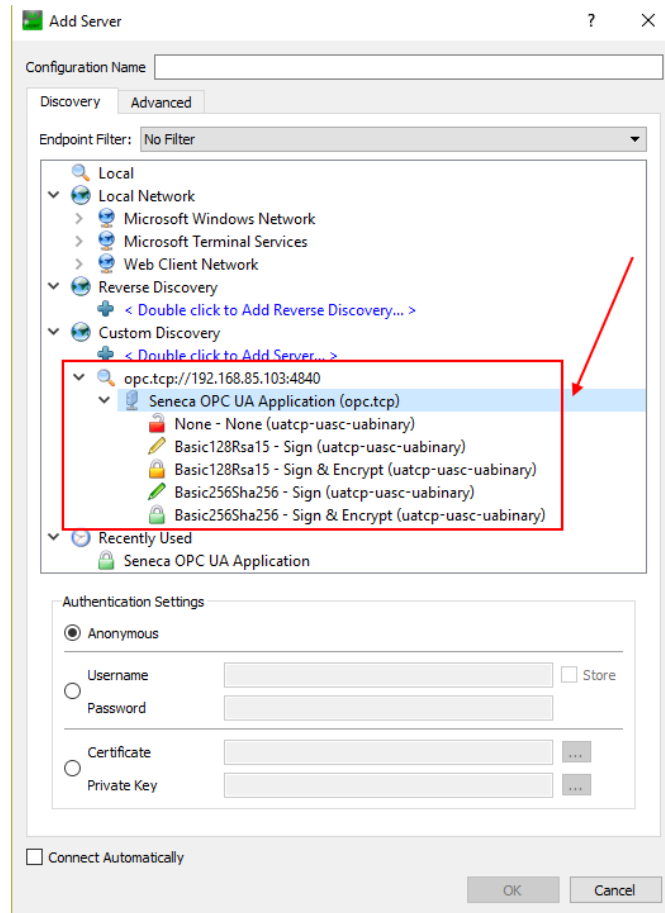 Add Server
?
Configuration Name
Discovery Advanced
Endpoint Filter: No Filter
Local
Local Network
Microsoft Windows Network
Microsoft Terminal Services
Web Client Network
Reverse Discovery
< Double click to Add Reverse Discovery... >
Custom Discovery
< Double click to Add Server... >
opc.tcp://192.168.85.103:4840
Seneca OPC UA Application (opc.tcp)
None - None (uatcp-uasc-uabinary)
Basic128Rsa15 - Sign (uatcp-uasc-uabinary)
Basic128Rsa15 - Sign & Encrypt (uatcp-uasc-uabinary)
Basic256Sha256 - Sign (uatcp-uasc-uabinary)
Basic256Sha256 - Sign & Encrypt (uatcp-uasc-uabinary)
Recently Used
Seneca OPC UA Application
Authentication Settings
Anonymous
Username Store
Password
Certificate ...
Private Key ...
Connect Automatically
OK Cancel